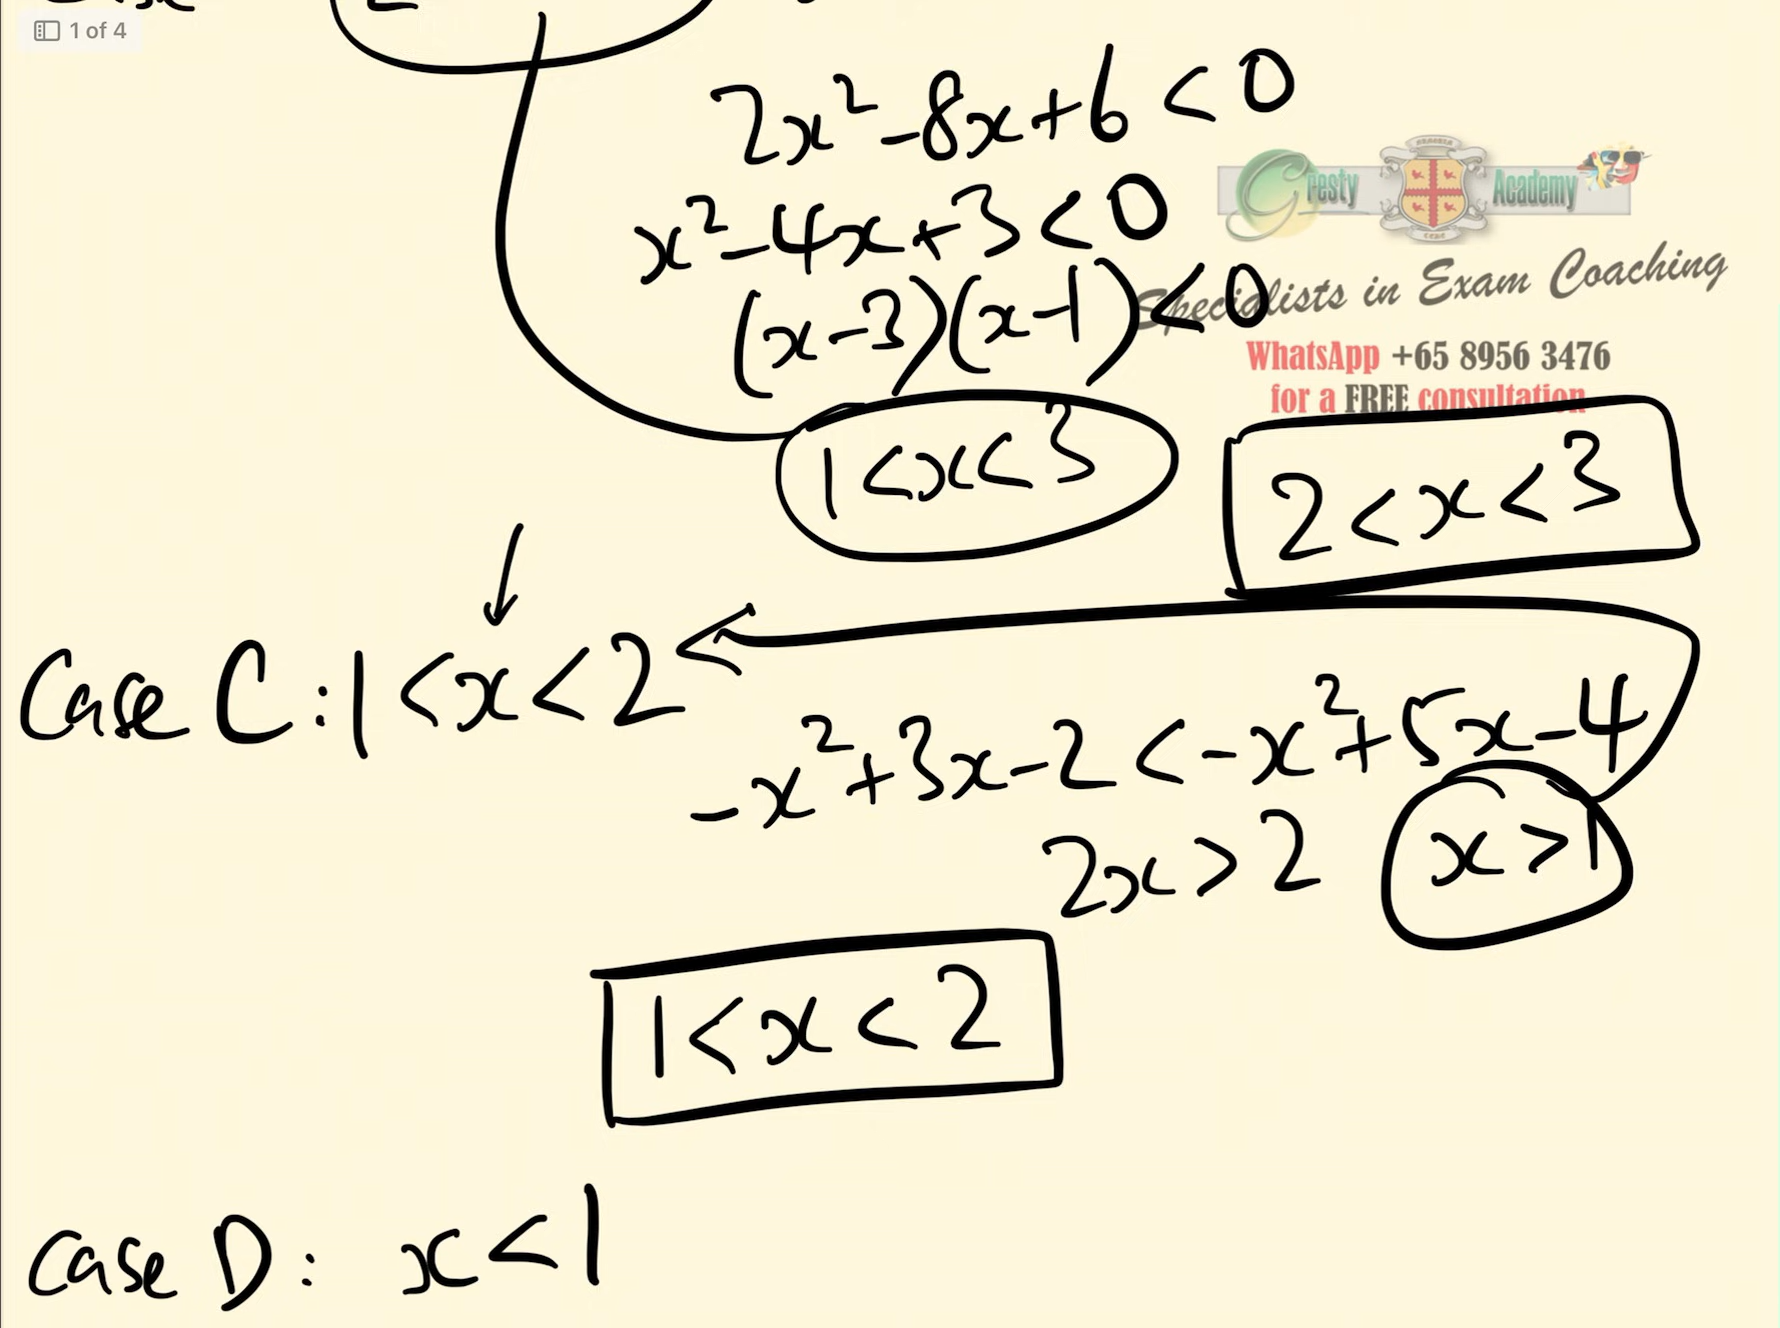 1 of 4
2x²-8x+6<0
x²-4x+3<0
(x-3)(x-1)<0
Gresty Academy
Specialists in Exam Coaching
WhatsApp +65 8956 3476
for a FREE consultation
1<x<3
2<x<3
Case C: 1<x<2
-x²+3x-2<-x²+5x-4
2x>2
x>1
1<x<2
Case D: x<1